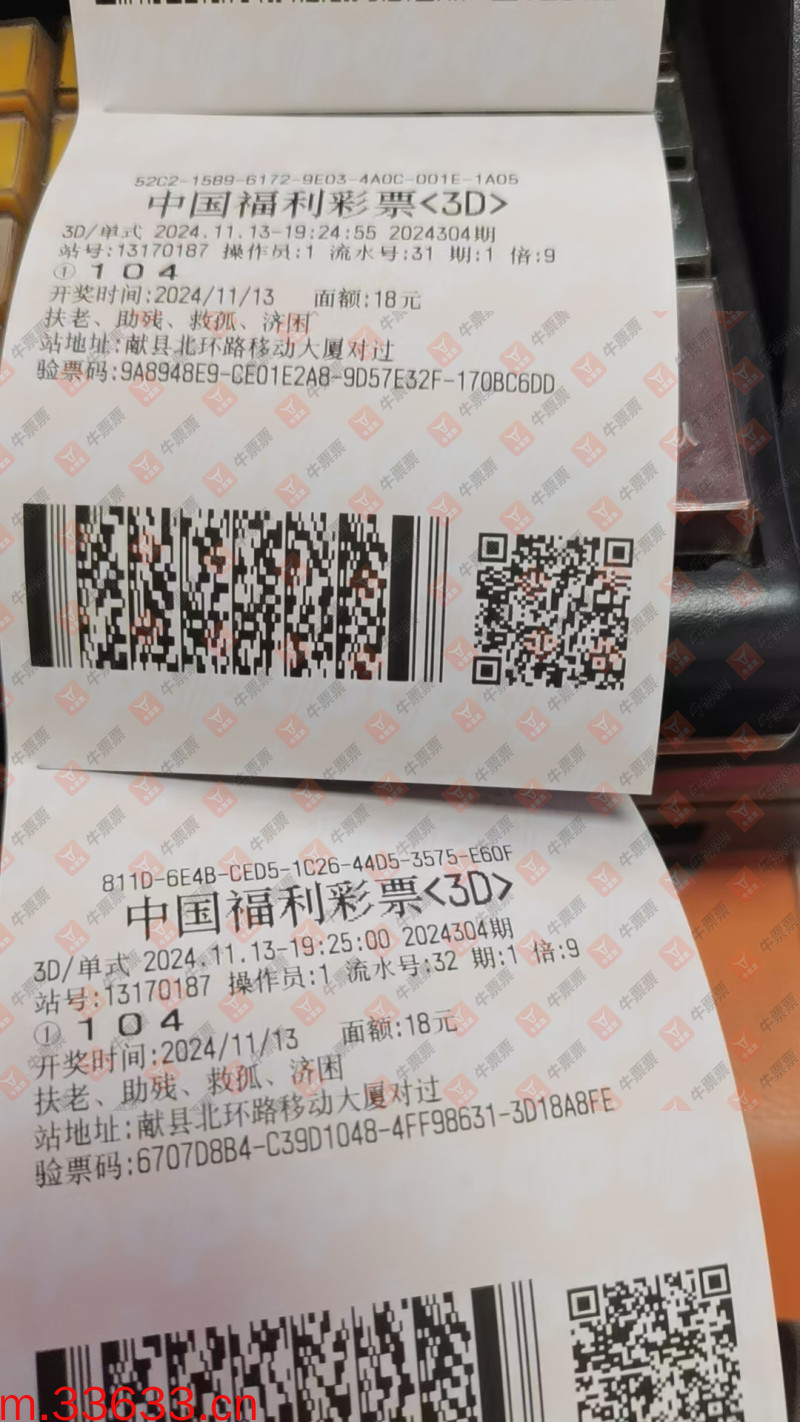 52C2-15B9-6172-9E03-4A0C-001E-1A05
中国福利彩票<3D>
3D/单式 2024.11.13-19:24:55 2024304期
站号:13170187 操作员:1 流水号:31 期:1 倍:9
① 1 0 4
开奖时间:2024/11/13 面额:18元
扶老、助残、救孤、济困
站地址:献县北环路移动大厦对过
验票码:9A8948E9-CE01E2A8-9D57E32F-170BC6DD
811D-6E4B-CED5-1C26-44D5-3575-E60F
中国福利彩票<3D>
3D/单式 2024.11.13-19:25:00 2024304期
站号:13170187 操作员:1 流水号:32 期:1 倍:9
① 1 0 4
开奖时间:2024/11/13 面额:18元
扶老、助残、救孤、济困
站地址:献县北环路移动大厦对过
验票码:6707D8B4-C39D1048-4FF98631-3D18A8FE
牛票票
m.33633.cn